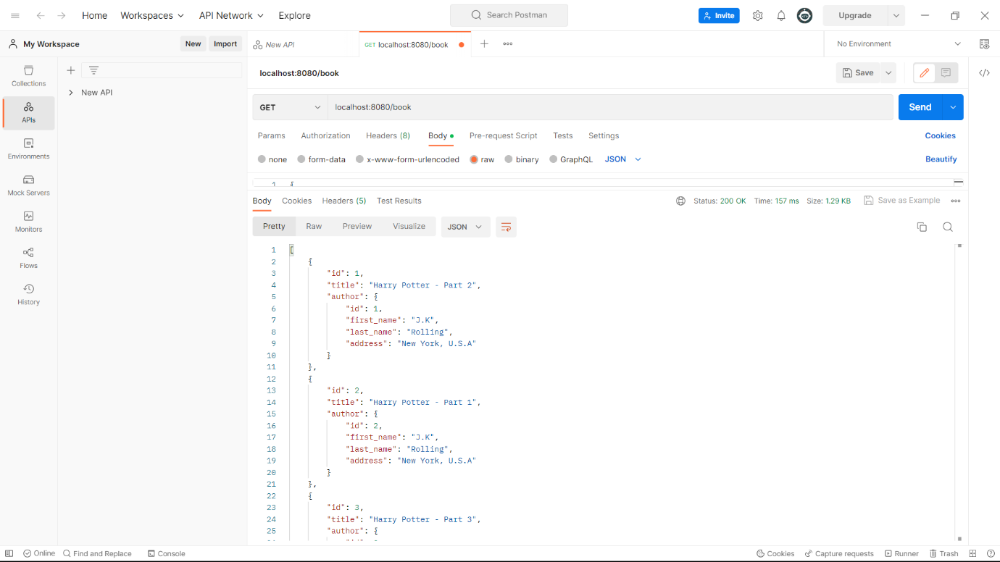 Home Workspaces API Network Explore Search Postman Invite Upgrade
My Workspace New Import New API GET localhost:8080/book No Environment
Collections
APIs
Environments
Mock Servers
Monitors
Flows
History
New API
localhost:8080/book Save
GET localhost:8080/book Send
Params Authorization Headers (8) Body Pre-request Script Tests Settings Cookies
none form-data x-www-form-urlencoded raw binary GraphQL JSON Beautify
1 {
Body Cookies Headers (5) Test Results Status: 200 OK Time: 157 ms Size: 1.29 KB Save as Example
Pretty Raw Preview Visualize JSON
1 [
2 {
3 "id": 1,
4 "title": "Harry Potter - Part 2",
5 "author": {
6 "id": 1,
7 "first_name": "J.K",
8 "last_name": "Rolling",
9 "address": "New York, U.S.A"
10 }
11 },
12 {
13 "id": 2,
14 "title": "Harry Potter - Part 1",
15 "author": {
16 "id": 2,
17 "first_name": "J.K",
18 "last_name": "Rolling",
19 "address": "New York, U.S.A"
20 }
21 },
22 {
23 "id": 3,
24 "title": "Harry Potter - Part 3",
25 "author": {
Online Find and Replace Console Cookies Capture requests Runner Trash